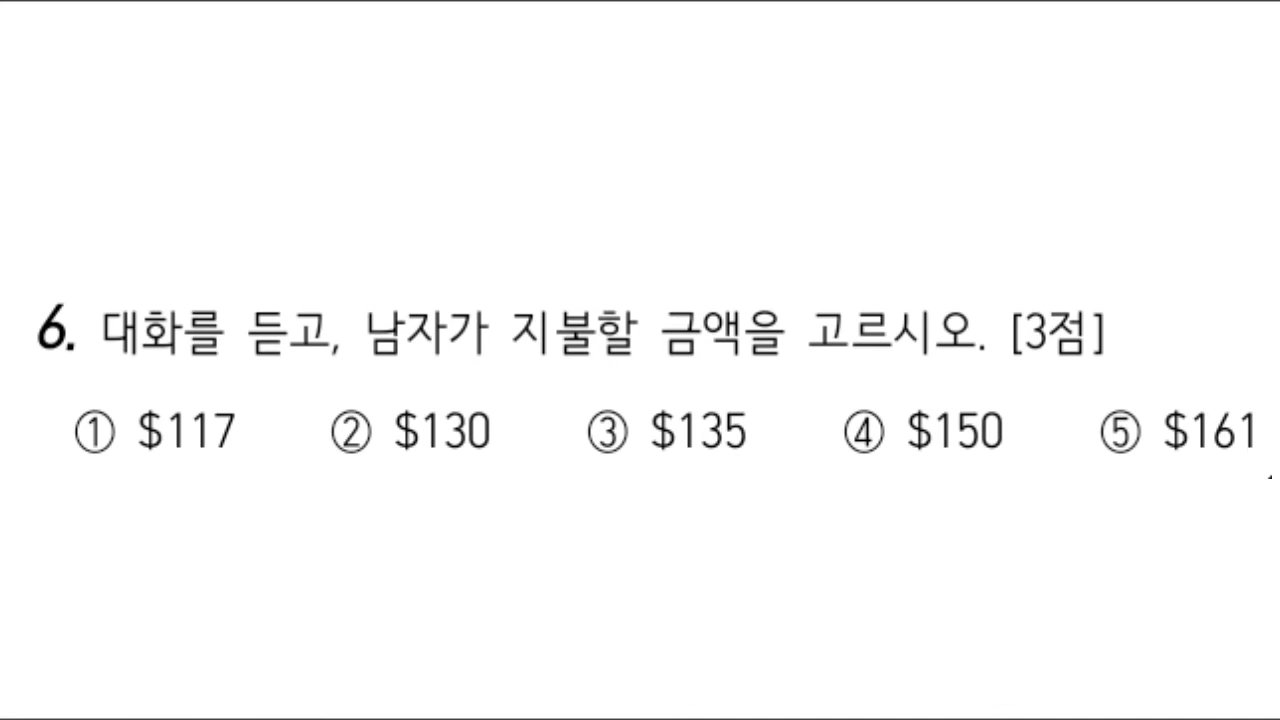 6. 대화를 듣고, 남자가 지불할 금액을 고르시오. [3점]
① $117 ② $130 ③ $135 ④ $150 ⑤ $161